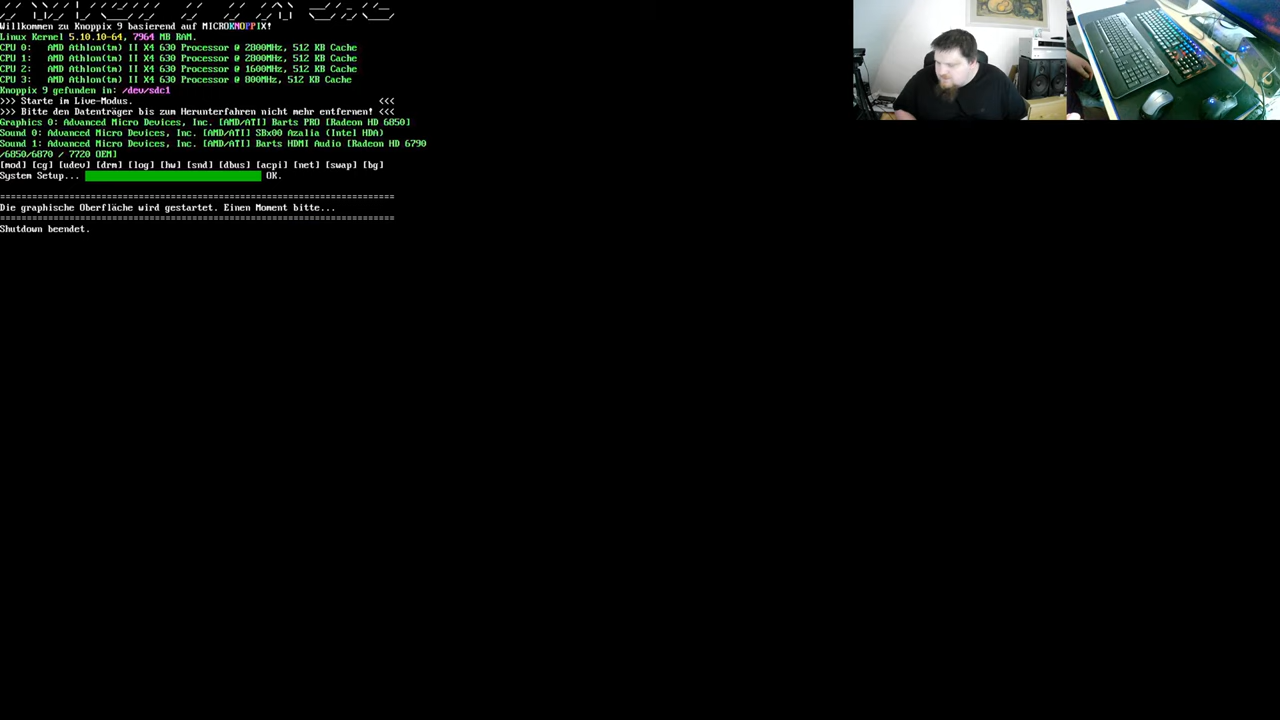 Willkommen zu Knoppix 9 basierend auf MICROKNOPPIX!
Linux Kernel 5.10.10-64, 7964 MB RAM.
CPU 0: AMD Athlon(tm) II X4 630 Processor @ 2800MHz, 512 KB Cache
CPU 1: AMD Athlon(tm) II X4 630 Processor @ 2800MHz, 512 KB Cache
CPU 2: AMD Athlon(tm) II X4 630 Processor @ 1600MHz, 512 KB Cache
CPU 3: AMD Athlon(tm) II X4 630 Processor @ 800MHz, 512 KB Cache
Knoppix 9 gefunden in: /dev/sdc1
>>> Starte im Live-Modus. <<<
>>> Bitte den Datenträger bis zum Herunterfahren nicht mehr entfernen! <<<
Graphics 0: Advanced Micro Devices, Inc. [AMD/ATI] Barts PRO [Radeon HD 6850]
Sound 0: Advanced Micro Devices, Inc. [AMD/ATI] SBx00 Azalia (Intel HDA)
Sound 1: Advanced Micro Devices, Inc. [AMD/ATI] Barts HDMI Audio [Radeon HD 6790
/6850/6870 / 7720 OEM]
[mod] [cg] [udev] [drm] [log] [hw] [snd] [dbus] [acpi] [net] [swap] [bg]
System Setup... OK.
Die graphische Oberfläche wird gestartet. Einen Moment bitte...
Shutdown beendet.